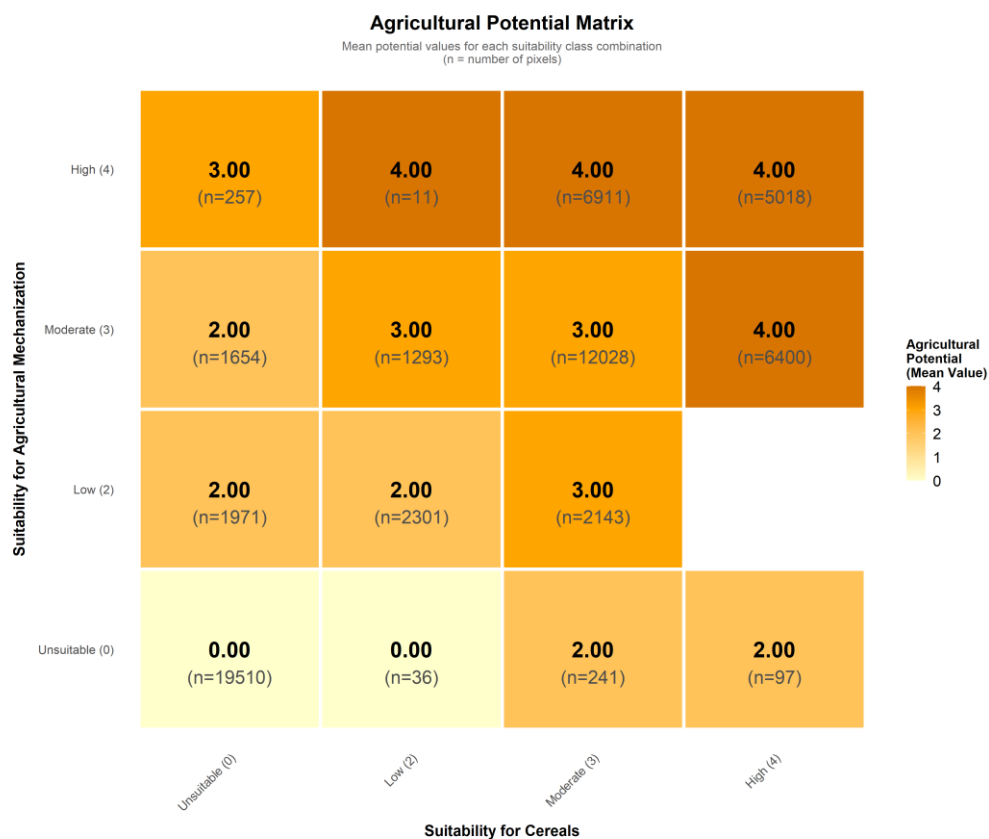 Agricultural Potential Matrix
Mean potential values for each suitability class combination
(n = number of pixels)
Suitability for Agricultural Mechanization
High (4)
3.00
(n=257)
4.00
(n=11)
4.00
(n=6911)
4.00
(n=5018)
Moderate (3)
2.00
(n=1654)
3.00
(n=1293)
3.00
(n=12028)
4.00
(n=6400)
Low (2)
2.00
(n=1971)
2.00
(n=2301)
3.00
(n=2143)
Unsuitable (0)
0.00
(n=19510)
0.00
(n=36)
2.00
(n=241)
2.00
(n=97)
Unsuitable (0)
Low (2)
Moderate (3)
High (4)
Suitability for Cereals
Agricultural
Potential
(Mean Value)
4
3
2
1
0